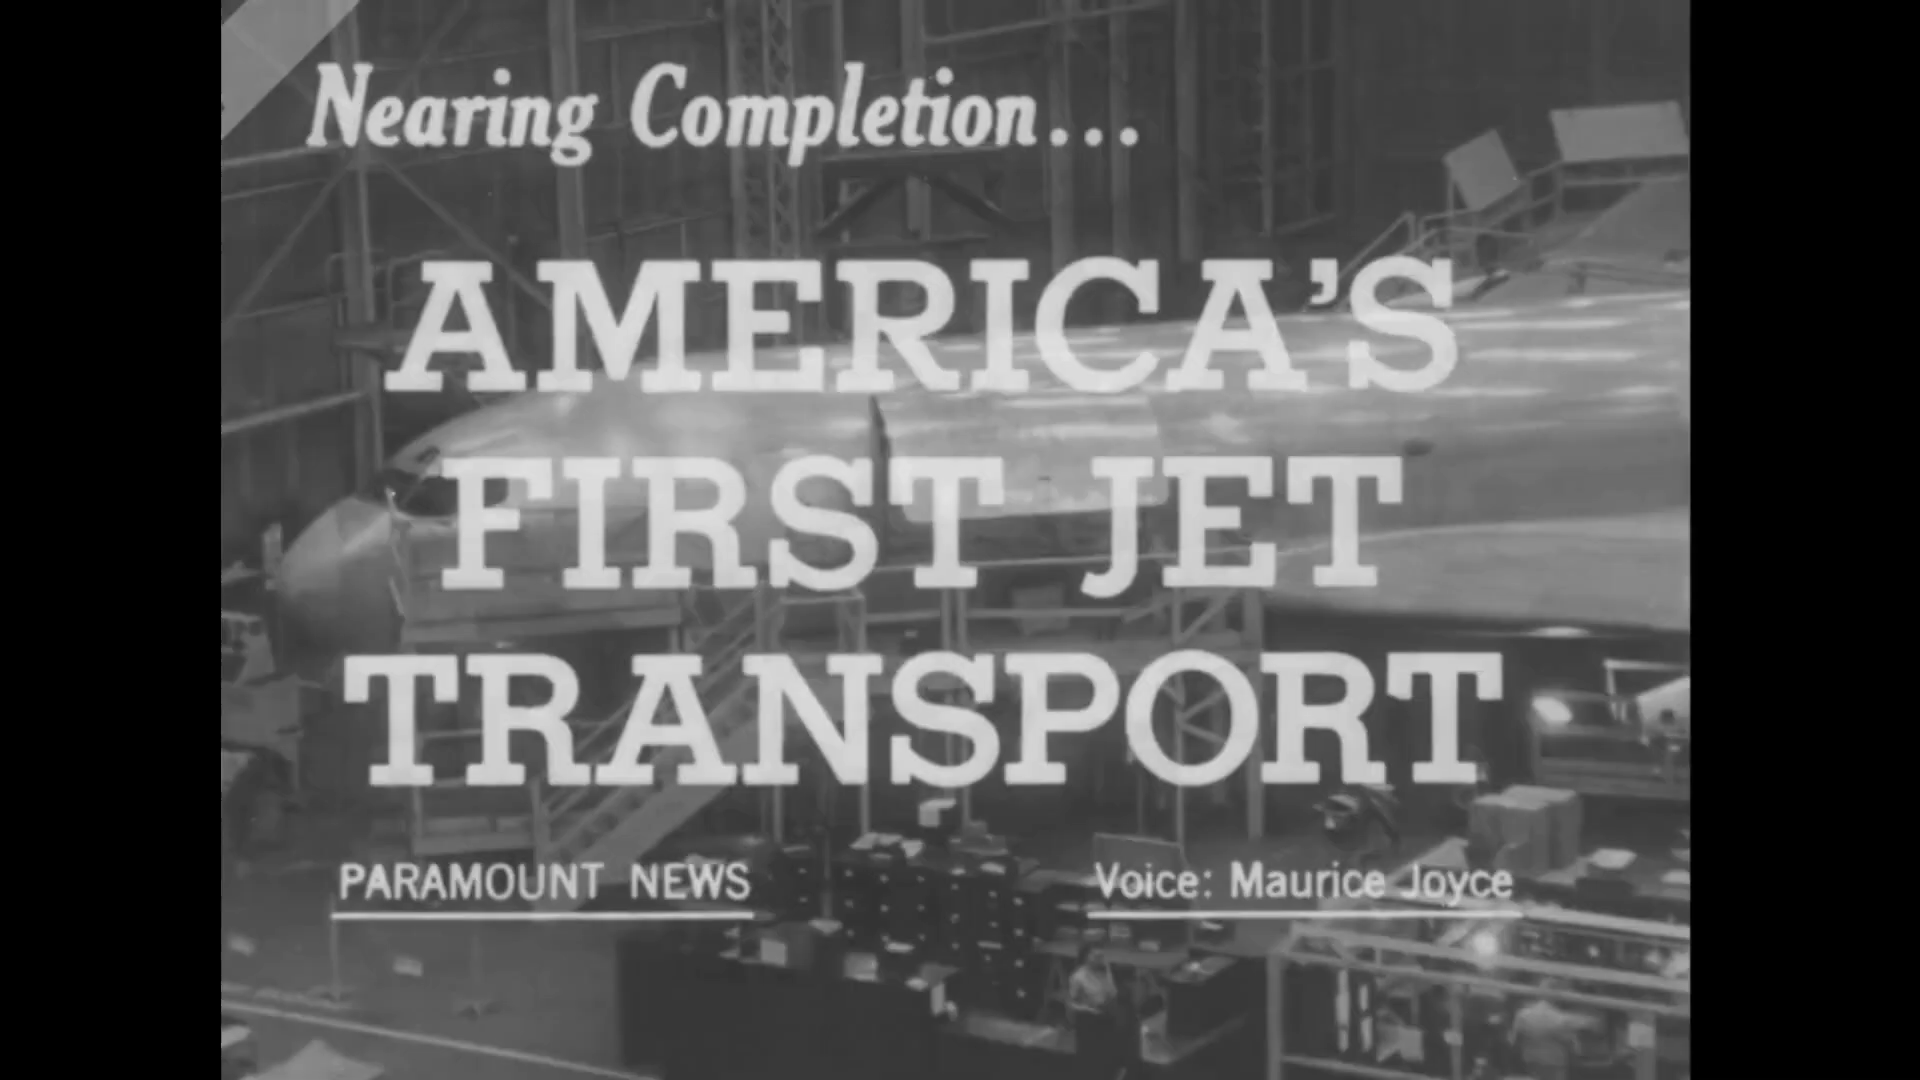 Nearing Completion...
AMERICA'S
FIRST JET
TRANSPORT
PARAMOUNT NEWS
Voice: Maurice Joyce